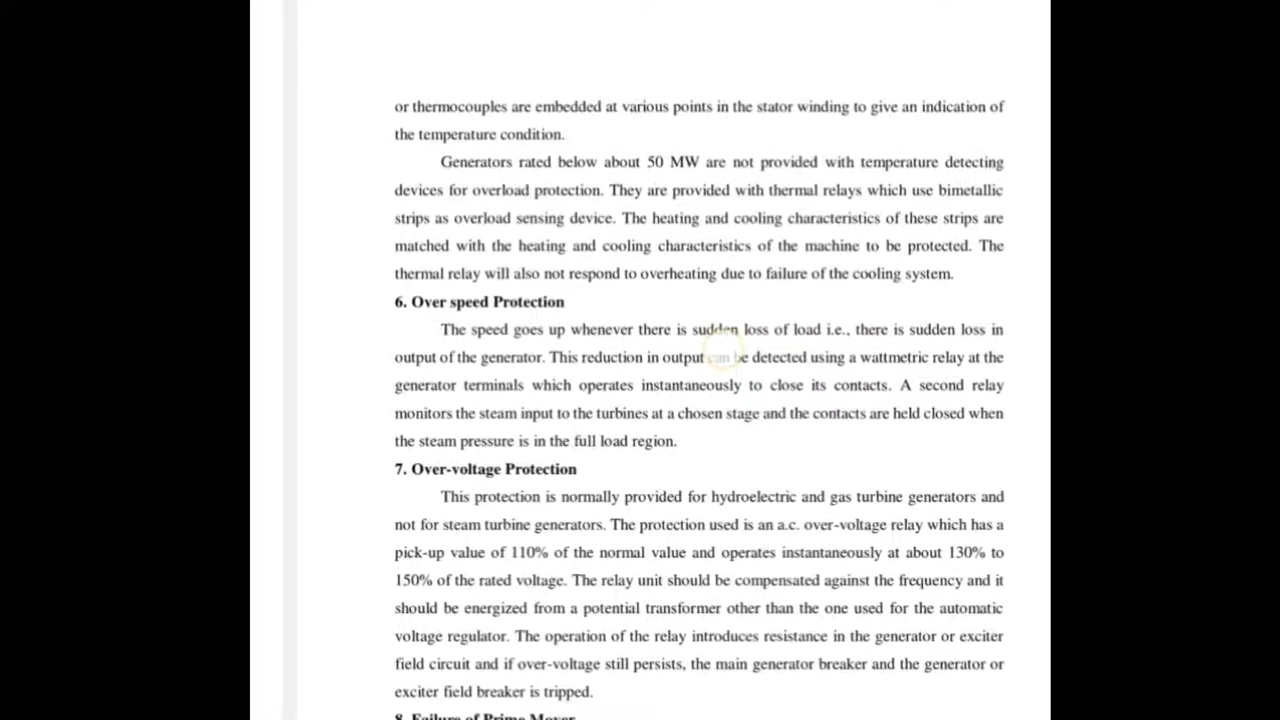 or thermocouples are embedded at various points in the stator winding to give an indication of
the temperature condition.
Generators rated below about 50 MW are not provided with temperature detecting
devices for overload protection. They are provided with thermal relays which use bimetallic
strips as overload sensing device. The heating and cooling characteristics of these strips are
matched with the heating and cooling characteristics of the machine to be protected. The
thermal relay will also not respond to overheating due to failure of the cooling system.
6. Over speed Protection
The speed goes up whenever there is sudden loss of load i.e., there is sudden loss in
output of the generator. This reduction in output can be detected using a wattmetric relay at the
generator terminals which operates instantaneously to close its contacts. A second relay
monitors the steam input to the turbines at a chosen stage and the contacts are held closed when
the steam pressure is in the full load region.
7. Over-voltage Protection
This protection is normally provided for hydroelectric and gas turbine generators and
not for steam turbine generators. The protection used is an a.c. over-voltage relay which has a
pick-up value of 110% of the normal value and operates instantaneously at about 130% to
150% of the rated voltage. The relay unit should be compensated against the frequency and it
should be energized from a potential transformer other than the one used for the automatic
voltage regulator. The operation of the relay introduces resistance in the generator or exciter
field circuit and if over-voltage still persists, the main generator breaker and the generator or
exciter field breaker is tripped.
8. Failure of Prime Mover